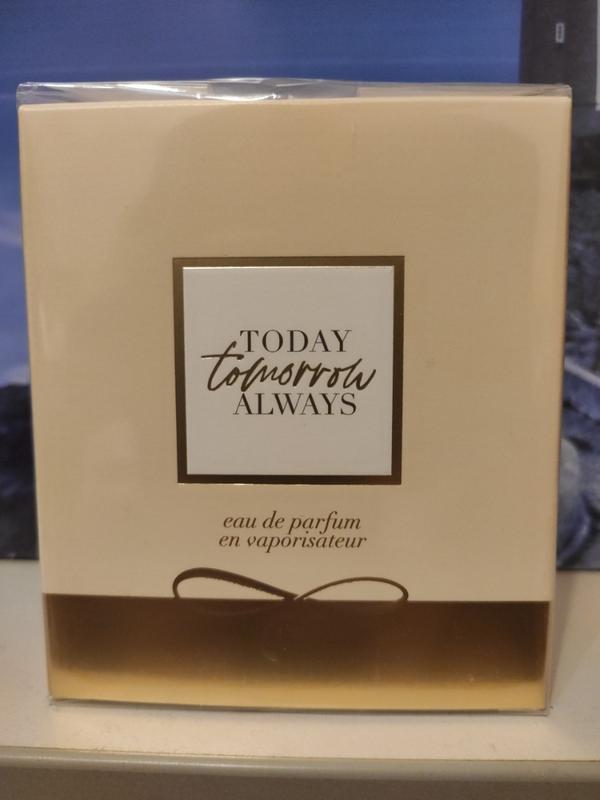 TODAY
tomorrow
ALWAYS
eau de parfum
en vaporisateur